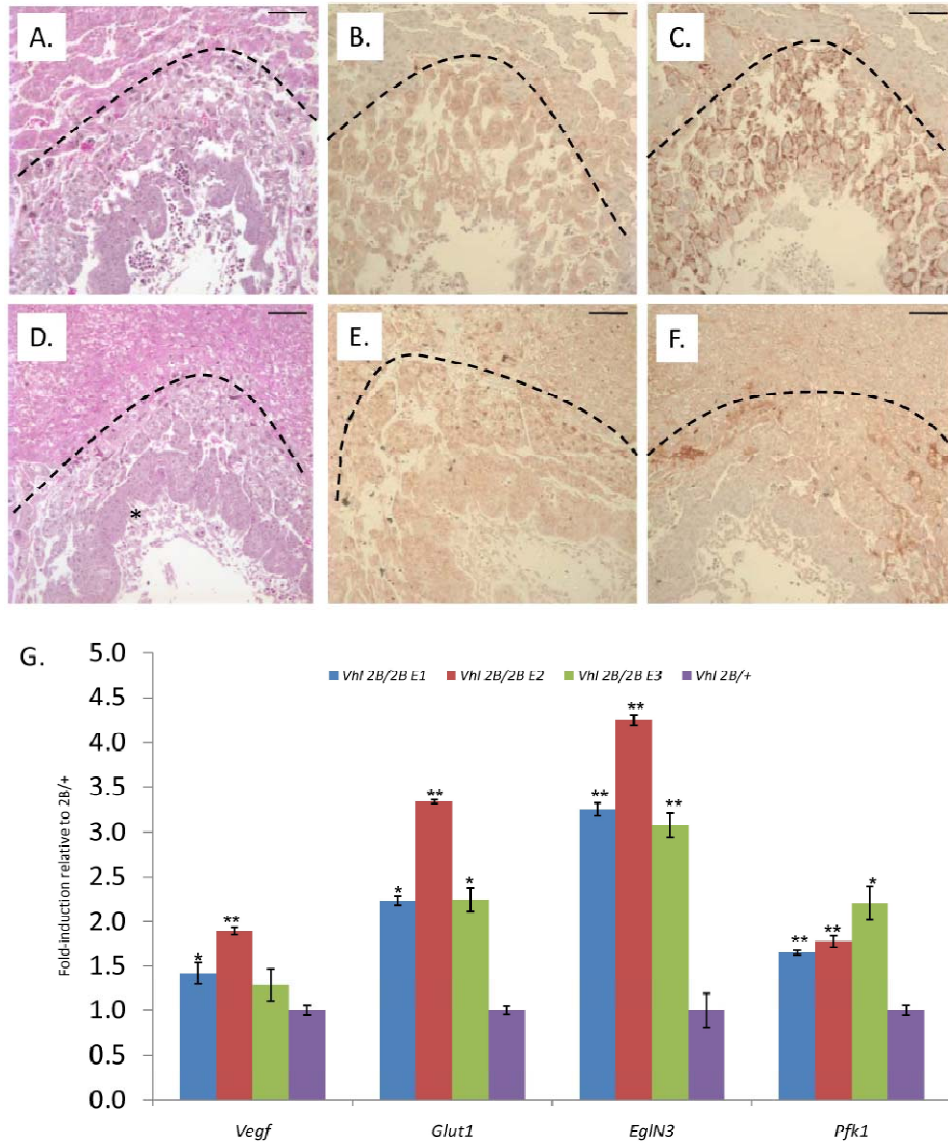 A.
B.
C.
D.
*
E.
F.
G.
Vhl 2B/2B E1 Vhl 2B/2B E2 Vhl 2B/2B E3 Vhl 2B/+
Fold-induction relative to 2B/+
5.0
4.5
4.0
3.5
3.0
2.5
2.0
1.5
1.0
0.5
0.0
* ** * ** * ** ** ** ** ** *
Vegf Glut1 EglN3 Pfk1